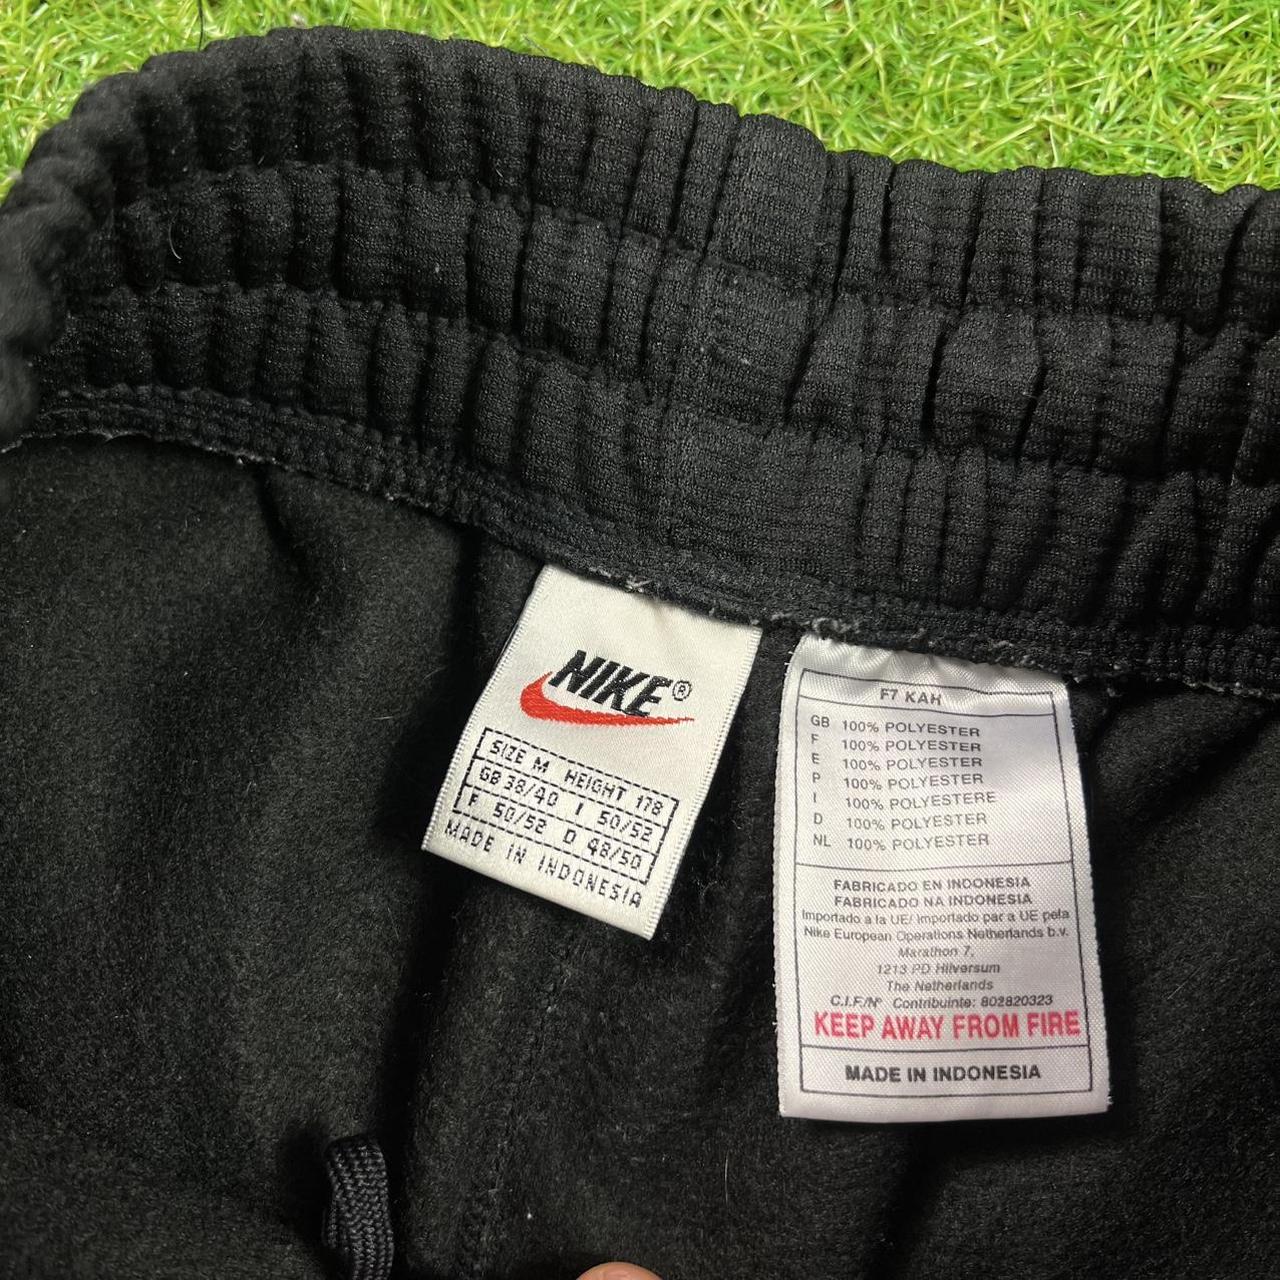 NIKE®
SIZE M HEIGHT 178
GB 38/40 I 50/52
F 50/52 D 48/50
MADE IN INDONESIA
F7 KAH
GB 100% POLYESTER
F 100% POLYESTER
E 100% POLYESTER
P 100% POLYESTER
I 100% POLYESTERE
D 100% POLYESTER
NL 100% POLYESTER
FABRICADO EN INDONESIA
FABRICADO NA INDONESIA
Importado a la UE/ Importado par a UE pela
Nike European Operations Netherlands b.v.
Marathon 7,
1213 PD Hilversum
The Netherlands
C.I.F./Nº Contribuinte: 802820323
KEEP AWAY FROM FIRE
MADE IN INDONESIA